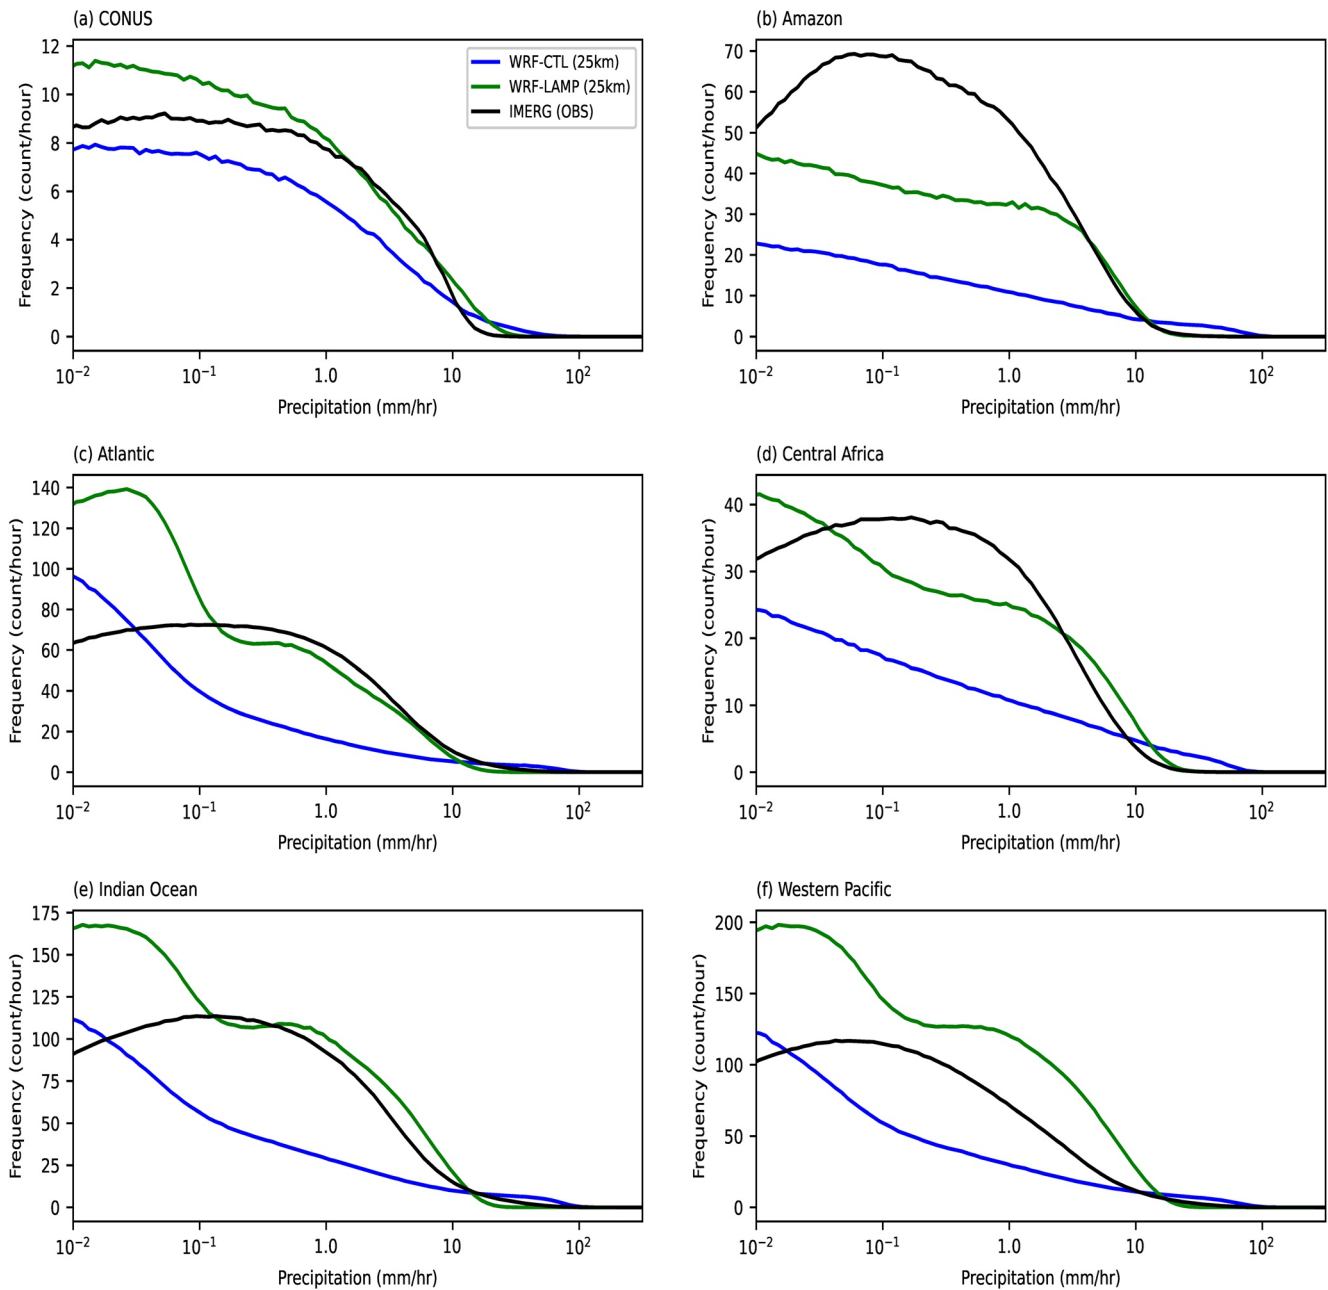 (a) CONUS
12
10
8
6
4
2
0
Frequency (count/hour)
WRF-CTL (25km)
WRF-LAMP (25km)
IMERG (OBS)
10⁻² 10⁻¹ 1.0 10 10²
Precipitation (mm/hr)
(b) Amazon
70
60
50
40
30
20
10
0
Frequency (count/hour)
10⁻² 10⁻¹ 1.0 10 10²
Precipitation (mm/hr)
(c) Atlantic
140
120
100
80
60
40
20
0
Frequency (count/hour)
10⁻² 10⁻¹ 1.0 10 10²
Precipitation (mm/hr)
(d) Central Africa
40
30
20
10
0
Frequency (count/hour)
10⁻² 10⁻¹ 1.0 10 10²
Precipitation (mm/hr)
(e) Indian Ocean
175
150
125
100
75
50
25
0
Frequency (count/hour)
10⁻² 10⁻¹ 1.0 10 10²
Precipitation (mm/hr)
(f) Western Pacific
200
150
100
50
0
Frequency (count/hour)
10⁻² 10⁻¹ 1.0 10 10²
Precipitation (mm/hr)